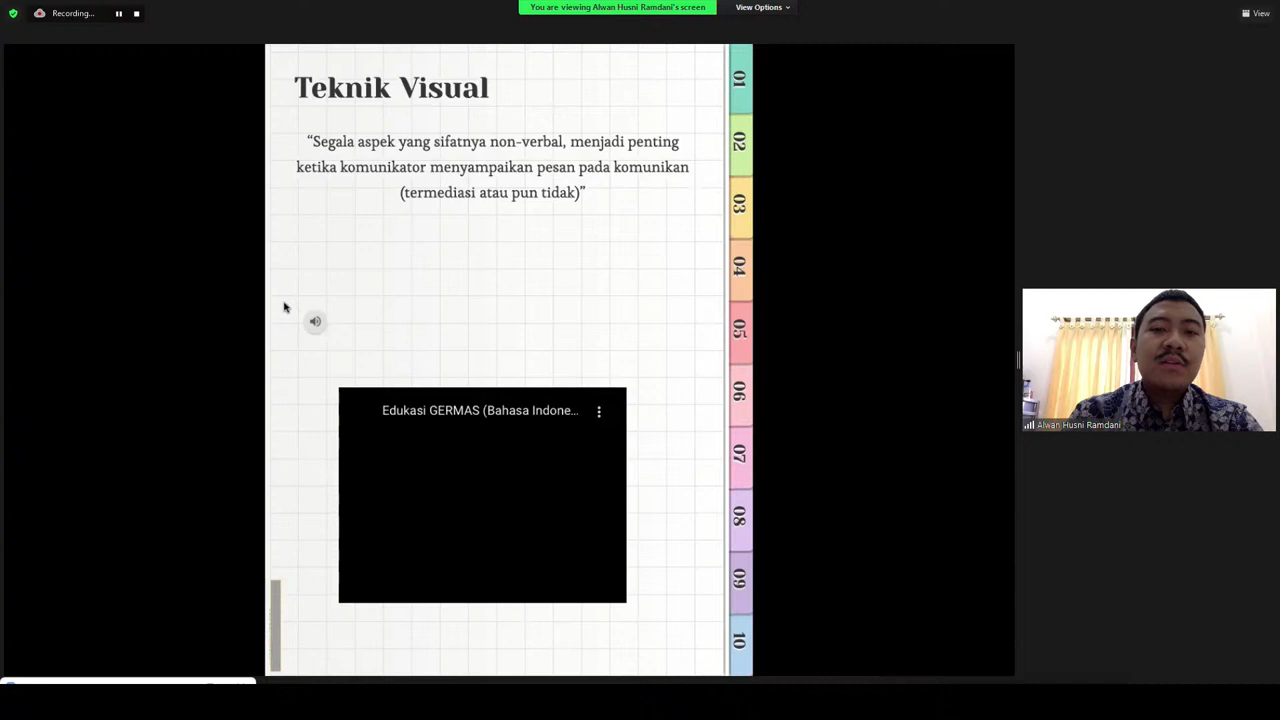 Recording...
You are viewing Alwan Husni Ramdani's screen
View Options
View
Teknik Visual
“Segala aspek yang sifatnya non-verbal, menjadi penting
ketika komunikator menyampaikan pesan pada komunikan
(termediasi atau pun tidak)”
Edukasi GERMAS (Bahasa Indone...
01
02
03
04
05
06
07
08
09
10
Alwan Husni Ramdani